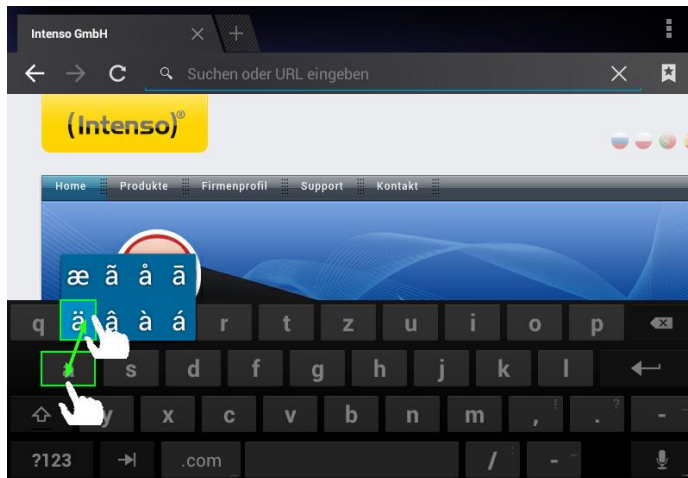 Intenso GmbH
Suchen oder URL eingeben
(Intenso)®
Home Produkte Firmenprofil Support Kontakt
æ ã å ā
q ä â à á r t z u i o p
a s d f g h j k l
y x c v b n m , ! . ? -
?123 .com / : - _